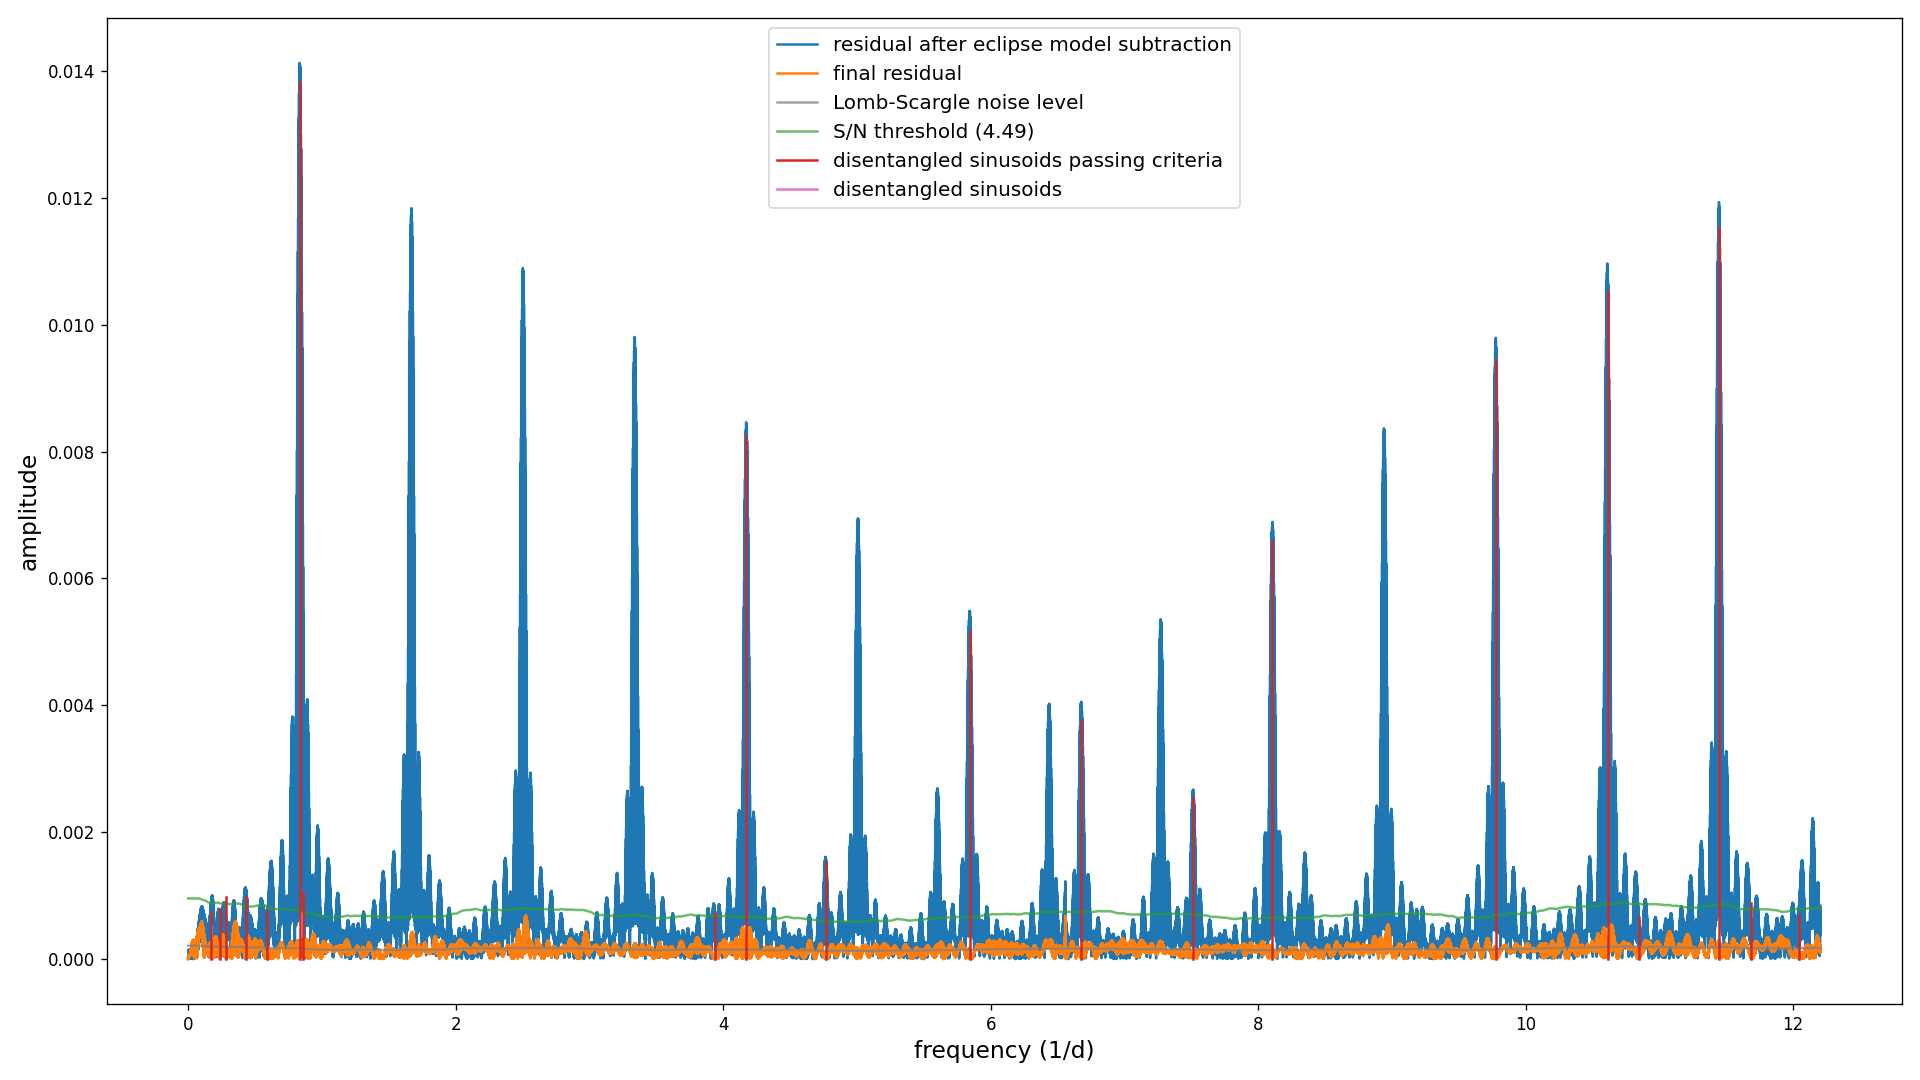 residual after eclipse model subtraction
final residual
Lomb-Scargle noise level
S/N threshold (4.49)
disentangled sinusoids passing criteria
disentangled sinusoids
0.014
0.012
0.010
0.008
0.006
0.004
0.002
0.000
amplitude
0 2 4 6 8 10 12
frequency (1/d)